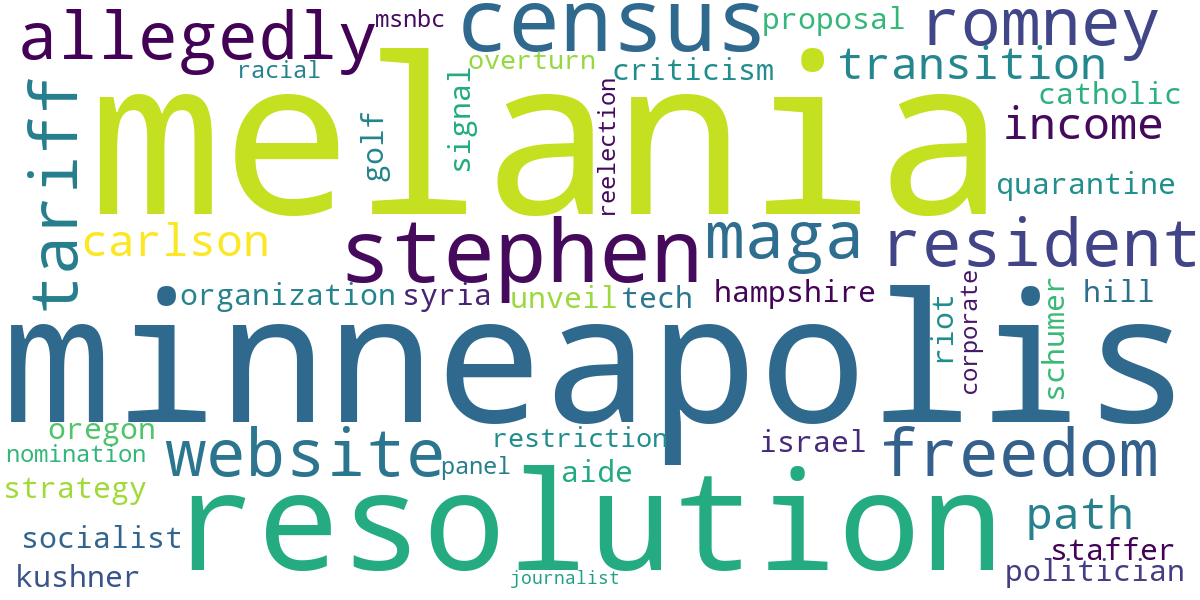 allegedly
msnbc
census
proposal
romney
racial
overturn
criticism
transition
melania
tariff
golf
signal
reelection
catholic
income
quarantine
carlson
stephen
maga
resident
organization
syria
unveil
tech
hampshire
hill
minneapolis
riot
corporate
schumer
oregon
nomination
website
restriction
panel
aide
israel
freedom
strategy
resolution
path
socialist
staffer
kushner
journalist
politician